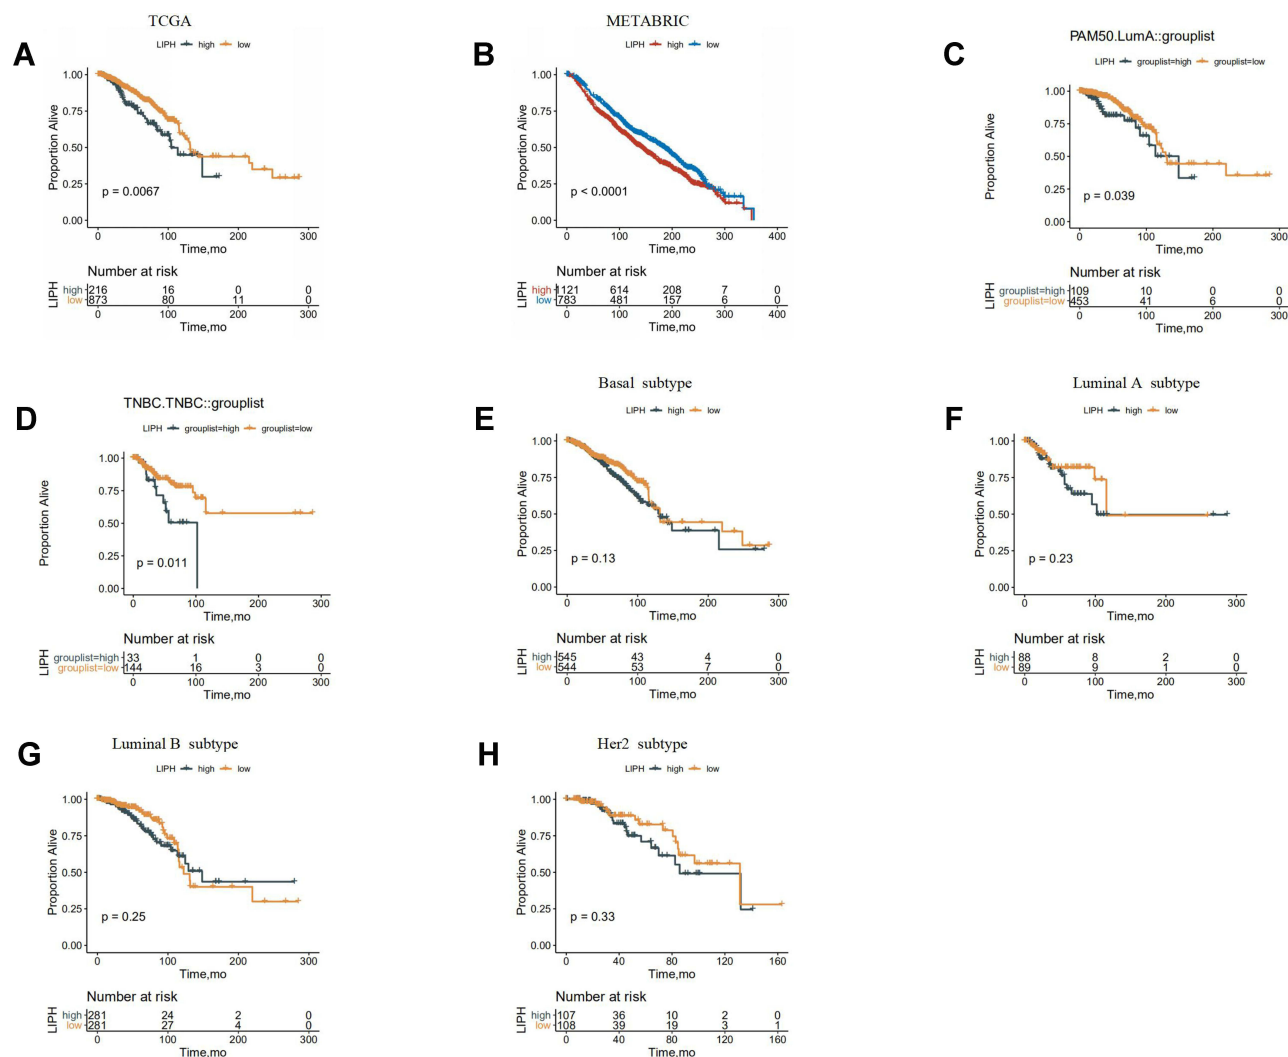 A
TCGA
LIPH high low
Proportion Alive
1.00
0.75
0.50
0.25
0.00
p = 0.0067
0 100 200 300
Time,mo
Number at risk
LIPH
high 216 16 0 0
low 873 80 11 0
0 100 200 300
Time,mo
B
METABRIC
LIPH high low
Proportion Alive
1.00
0.75
0.50
0.25
0.00
p < 0.0001
0 100 200 300 400
Time,mo
Number at risk
LIPH
high 1121 614 208 7 0
low 783 481 157 6 0
0 100 200 300 400
Time,mo
C
PAM50.LumA::grouplist
LIPH grouplist=high grouplist=low
Proportion Alive
1.00
0.75
0.50
0.25
0.00
p = 0.039
0 100 200 300
Time,mo
Number at risk
LIPH
grouplist=high 109 10 0 0
grouplist=low 453 41 6 0
0 100 200 300
Time,mo
D
TNBC.TNBC::grouplist
LIPH grouplist=high grouplist=low
Proportion Alive
1.00
0.75
0.50
0.25
0.00
p = 0.011
0 100 200 300
Time,mo
Number at risk
LIPH
grouplist=high 33 1 0 0
grouplist=low 144 16 3 0
0 100 200 300
Time,mo
E
Basal subtype
LIPH high low
Proportion Alive
1.00
0.75
0.50
0.25
0.00
p = 0.13
0 100 200 300
Time,mo
Number at risk
LIPH
high 545 43 4 0
low 544 53 7 0
0 100 200 300
Time,mo
F
Luminal A subtype
LIPH high low
Proportion Alive
1.00
0.75
0.50
0.25
0.00
p = 0.23
0 100 200 300
Time,mo
Number at risk
LIPH
high 88 8 2 0
low 89 9 1 0
0 100 200 300
Time,mo
G
Luminal B subtype
LIPH high low
Proportion Alive
1.00
0.75
0.50
0.25
0.00
p = 0.25
0 100 200 300
Time,mo
Number at risk
LIPH
high 281 24 2 0
low 281 27 4 0
0 100 200 300
Time,mo
H
Her2 subtype
LIPH high low
Proportion Alive
1.00
0.75
0.50
0.25
0.00
p = 0.33
0 40 80 120 160
Time,mo
Number at risk
LIPH
high 107 36 10 2 0
low 108 39 19 3 1
0 40 80 120 160
Time,mo